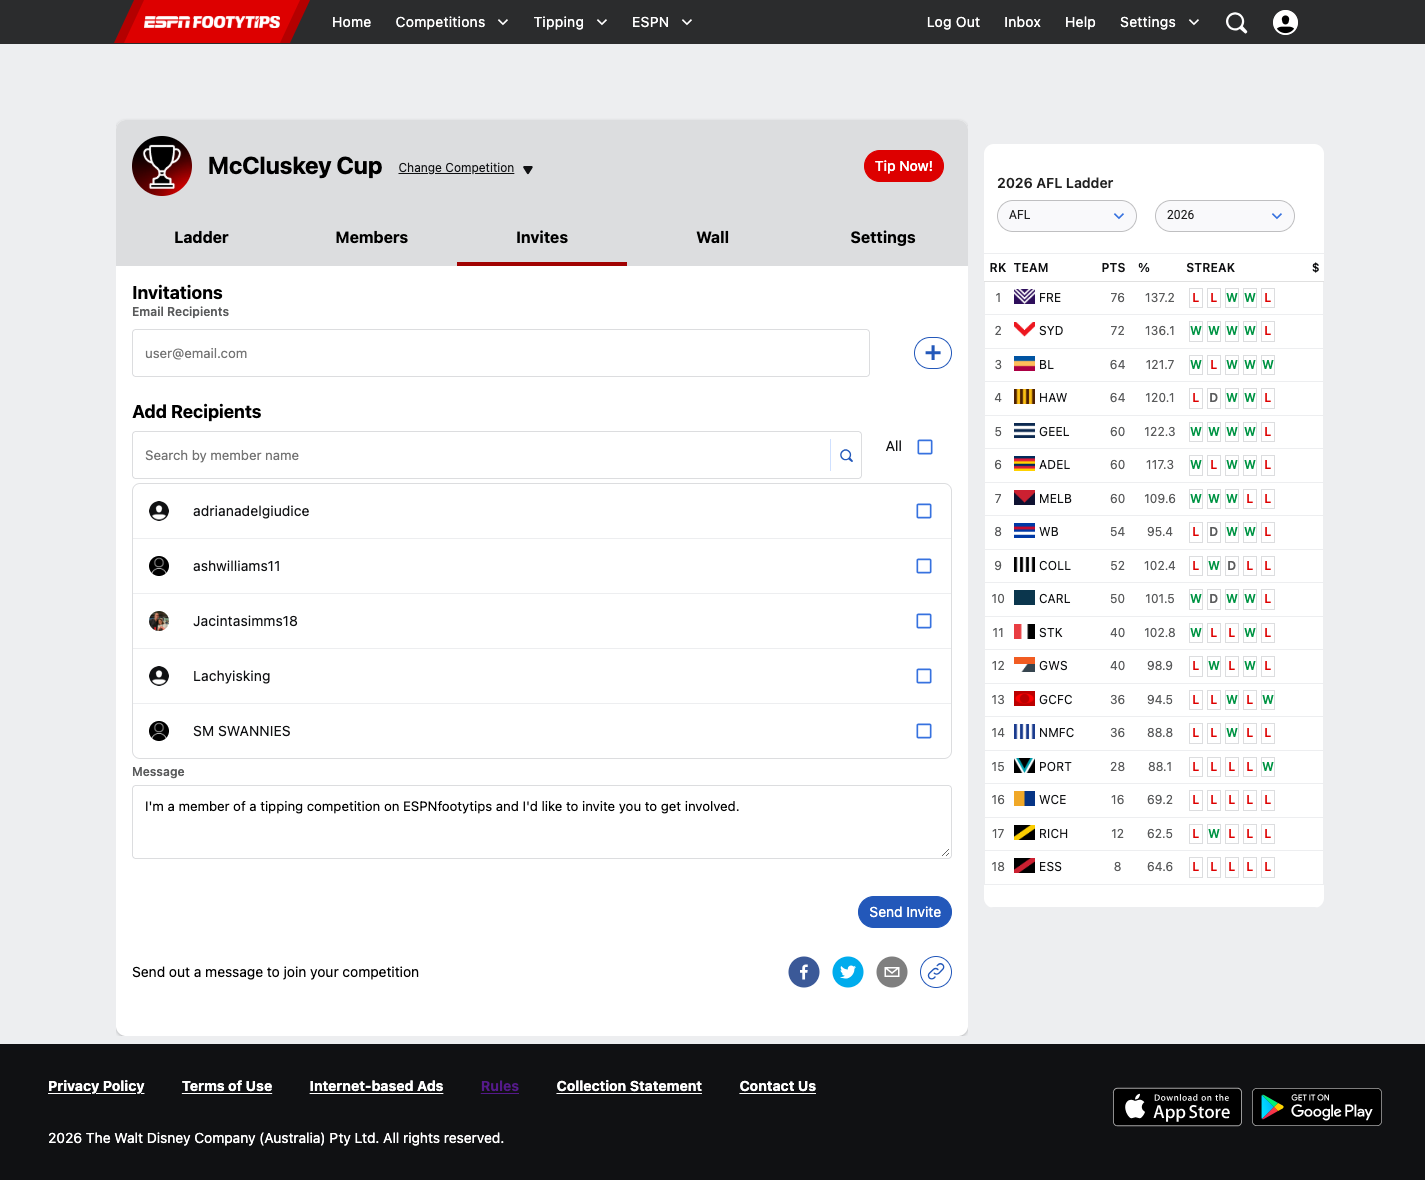 ESPN FOOTYTIPS
Home Competitions Tipping ESPN Log Out Inbox Help Settings
McCluskey Cup Change Competition Tip Now!
Ladder Members Invites Wall Settings
Invitations
Email Recipients
user@email.com
Add Recipients
Search by member name All
adrianadelgiudice
ashwilliams11
Jacintasimms18
Lachyisking
SM SWANNIES
Message
I'm a member of a tipping competition on ESPNfootytips and I'd like to invite you to get involved.
Send Invite
Send out a message to join your competition
2026 AFL Ladder
AFL 2026
RK TEAM PTS % STREAK $
1 FRE 76 137.2 L L W W L
2 SYD 72 136.1 W W W W L
3 BL 64 121.7 W L W W W
4 HAW 64 120.1 L D W W L
5 GEEL 60 122.3 W W W W L
6 ADEL 60 117.3 W L W W L
7 MELB 60 109.6 W W W L L
8 WB 54 95.4 L D W W L
9 COLL 52 102.4 L W D L L
10 CARL 50 101.5 W D W W L
11 STK 40 102.8 W L L W L
12 GWS 40 98.9 L W L W L
13 GCFC 36 94.5 L L W L W
14 NMFC 36 88.8 L L W L L
15 PORT 28 88.1 L L L L W
16 WCE 16 69.2 L L L L L
17 RICH 12 62.5 L W L L L
18 ESS 8 64.6 L L L L L
Privacy Policy Terms of Use Internet-based Ads Rules Collection Statement Contact Us
2026 The Walt Disney Company (Australia) Pty Ltd. All rights reserved.
Download on the
App Store
GET IT ON
Google Play